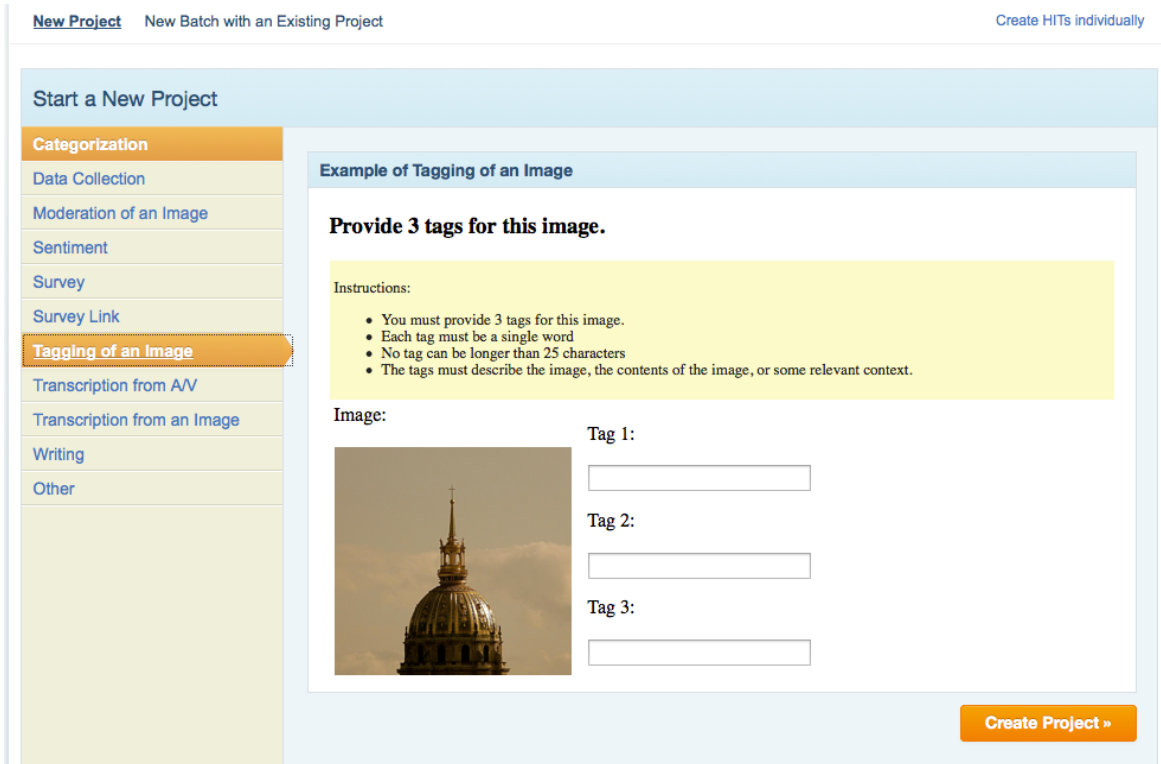 New Project New Batch with an Existing Project Create HITs individually
Start a New Project
Categorization
Data Collection
Moderation of an Image
Sentiment
Survey
Survey Link
Tagging of an Image
Transcription from A/V
Transcription from an Image
Writing
Other
Example of Tagging of an Image
Provide 3 tags for this image.
Instructions:
• You must provide 3 tags for this image.
• Each tag must be a single word
• No tag can be longer than 25 characters
• The tags must describe the image, the contents of the image, or some relevant context.
Image:
Tag 1:
Tag 2:
Tag 3:
Create Project »